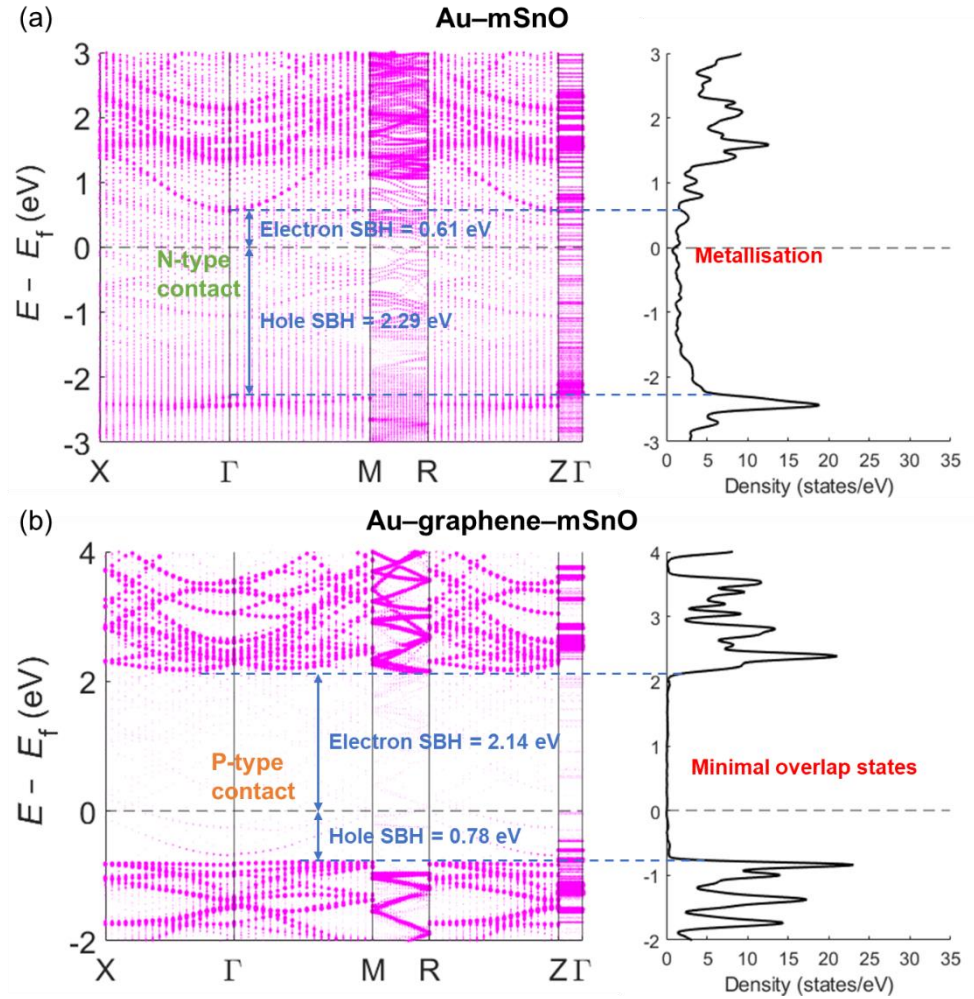 (a)
Au–mSnO
3
2
1
0
-1
-2
-3
E − E_f (eV)
Electron SBH = 0.61 eV
N-type
contact
Hole SBH = 2.29 eV
X Γ M R Z Γ
3
2
1
0
-1
-2
-3
Metallisation
0 5 10 15 20 25 30 35
Density (states/eV)
(b)
Au–graphene–mSnO
4
2
0
-2
E − E_f (eV)
Electron SBH = 2.14 eV
P-type
contact
Hole SBH = 0.78 eV
X Γ M R Z Γ
4
3
2
1
4
0
-1
-2
Minimal overlap states
0 5 10 15 20 25 30 35
Density (states/eV)